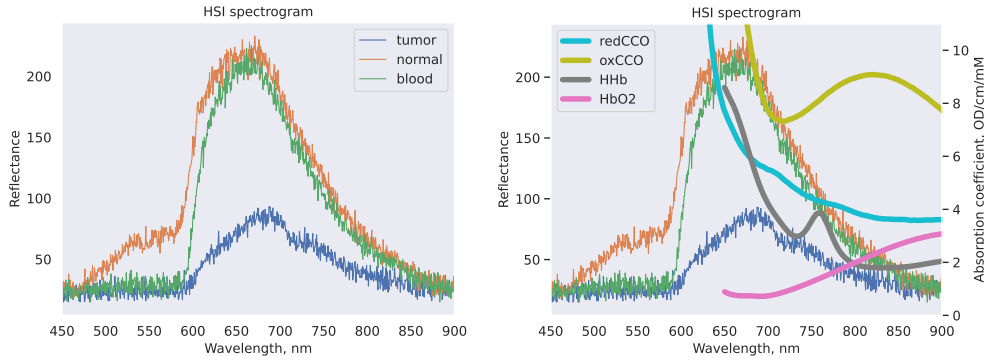 HSI spectrogram
Reflectance
200
150
100
50
tumor
normal
blood
450 500 550 600 650 700 750 800 850 900
Wavelength, nm
HSI spectrogram
Reflectance
200
150
100
50
redCCO
oxCCO
HHb
HbO2
10
8
6
4
2
0
Absorption coefficient, OD/cm/mM
450 500 550 600 650 700 750 800 850 900
Wavelength, nm